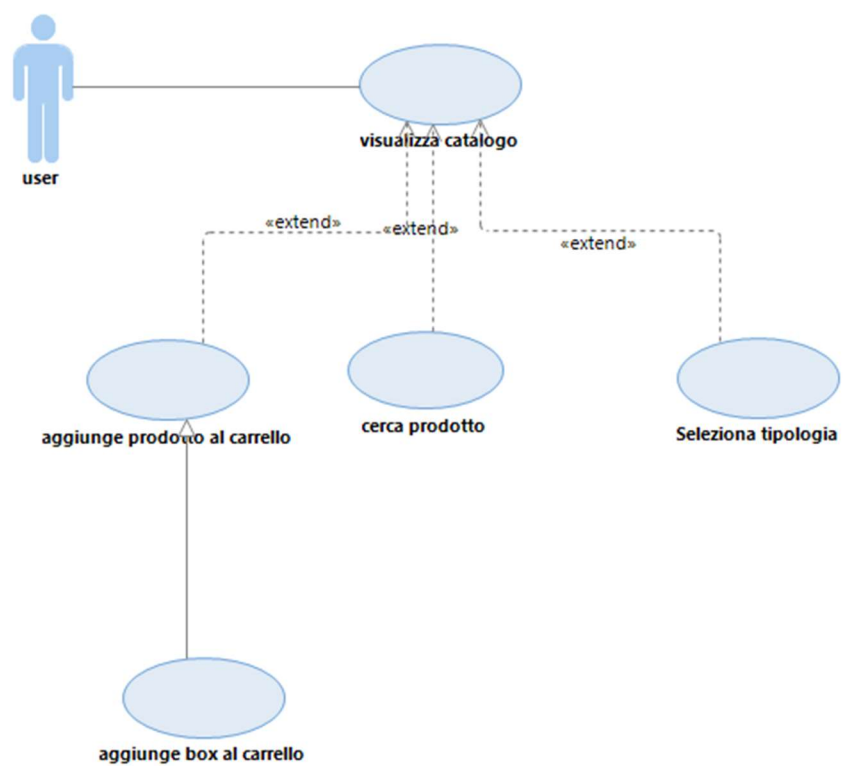 visualizza catalogo
user
«extend»
«extend»
«extend»
aggiunge prodotto al carrello
cerca prodotto
Seleziona tipologia
aggiunge box al carrello